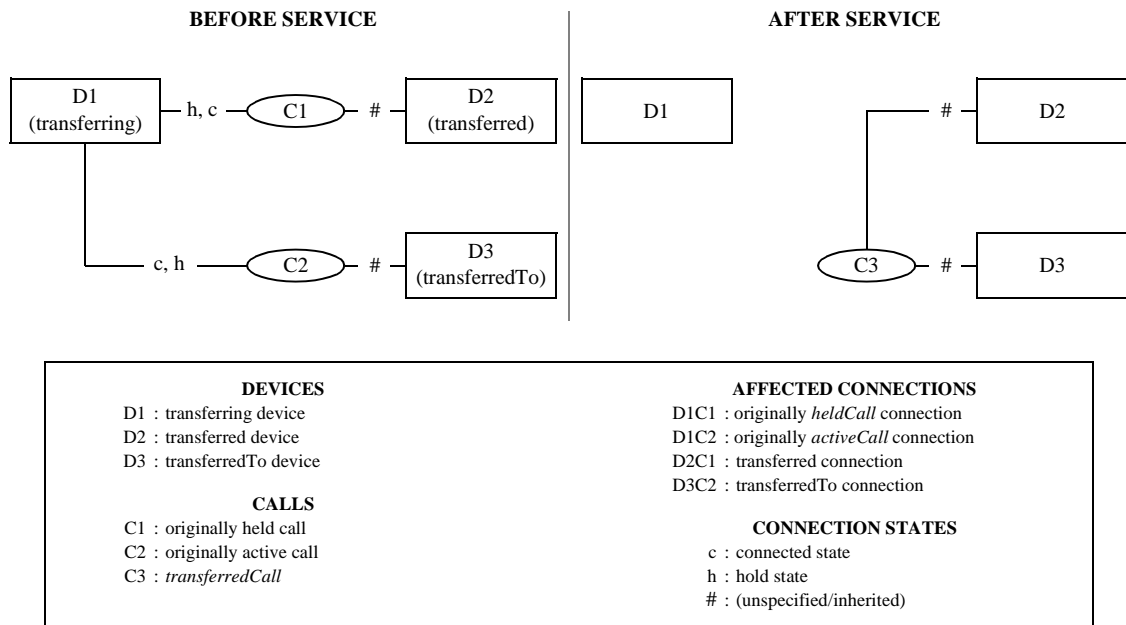 BEFORE SERVICE
AFTER SERVICE
D1
(transferring)
h, c
C1
#
D2
(transferred)
D1
#
D2
c, h
C2
#
D3
(transferredTo)
C3
#
D3
DEVICES
D1 : transferring device
D2 : transferred device
D3 : transferredTo device
CALLS
C1 : originally held call
C2 : originally active call
C3 : transferredCall
AFFECTED CONNECTIONS
D1C1 : originally heldCall connection
D1C2 : originally activeCall connection
D2C1 : transferred connection
D3C2 : transferredTo connection
CONNECTION STATES
c : connected state
h : hold state
# : (unspecified/inherited)